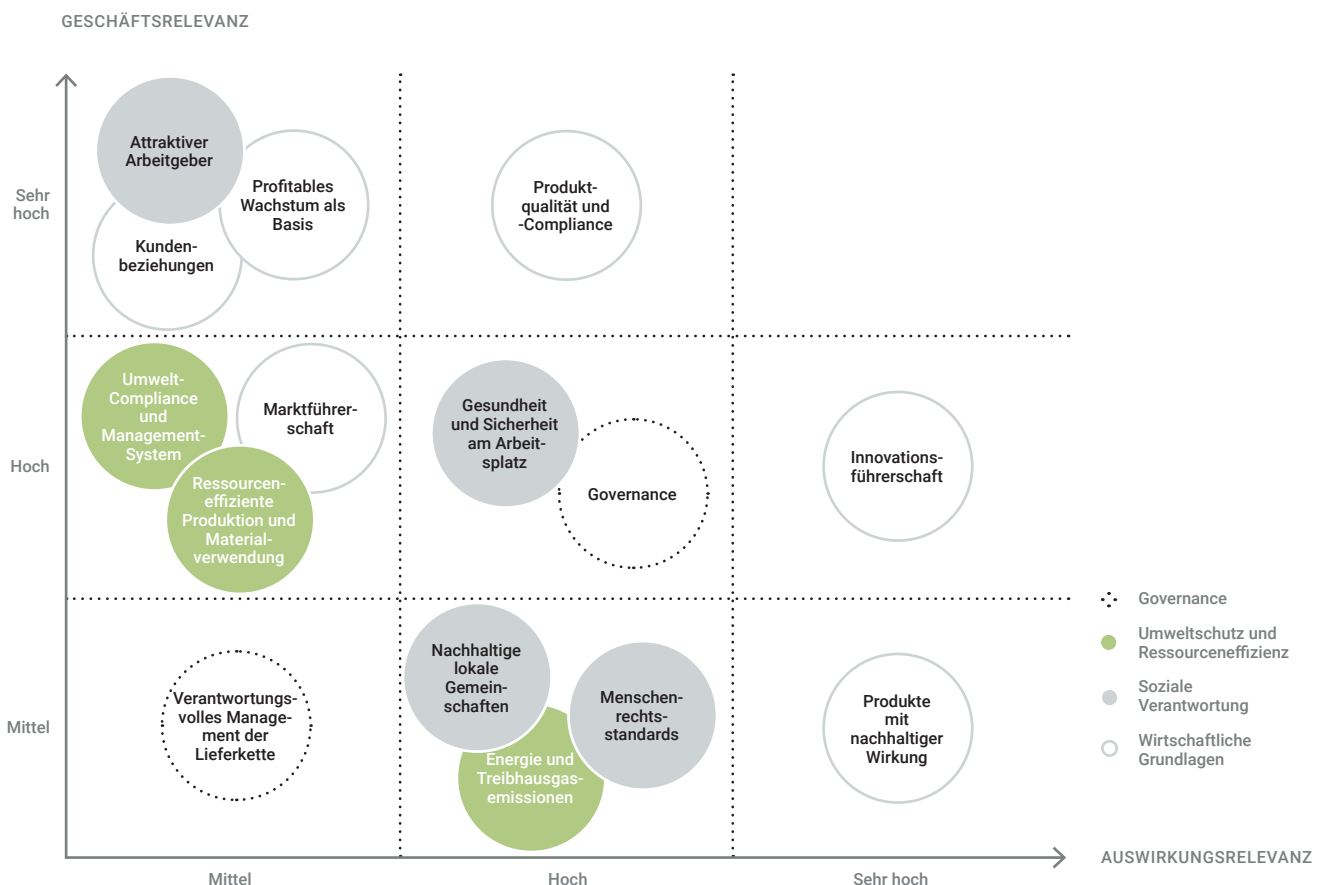 GESCHÄFTSRELEVANZ
Sehr
hoch
Attraktiver
Arbeitgeber
Profitables
Wachstum als
Basis
Kunden-
beziehungen
Produkt-
qualität und
-Compliance
Hoch
Umwelt-
Compliance
und
Management-
System
Marktführer-
schaft
Ressourcen-
effiziente
Produktion und
Material-
verwendung
Gesundheit
und Sicherheit
am Arbeit-
splatz
Governance
Innovations-
führerschaft
Mittel
Verantwortungs-
volles Manage-
ment der
Lieferkette
Nachhaltige
lokale
Gemein-
schaften
Menschen-
rechts-
standards
Energie und
Treibhausgas-
emissionen
Produkte
mit
nachhaltiger
Wirkung
Governance
Umweltschutz und
Ressourceneffizienz
Soziale
Verantwortung
Wirtschaftliche
Grundlagen
AUSWIRKUNGSRELEVANZ
Mittel
Hoch
Sehr hoch